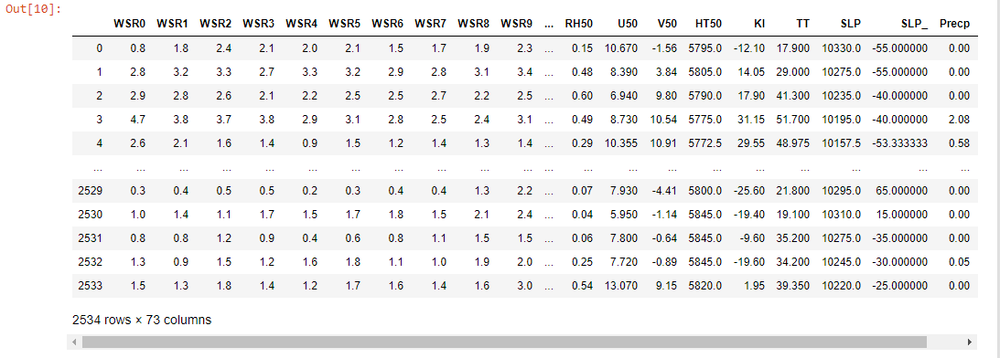 Out[10]:
WSR0 WSR1 WSR2 WSR3 WSR4 WSR5 WSR6 WSR7 WSR8 WSR9 ... RH50 U50 V50 HT50 KI TT SLP SLP_ Precp
0 0.8 1.8 2.4 2.1 2.0 2.1 1.5 1.7 1.9 2.3 ... 0.15 10.670 -1.56 5795.0 -12.10 17.900 10330.0 -55.000000 0.00
1 2.8 3.2 3.3 2.7 3.3 3.2 2.9 2.8 3.1 3.4 ... 0.48 8.390 3.84 5805.0 14.05 29.000 10275.0 -55.000000 0.00
2 2.9 2.8 2.6 2.1 2.2 2.5 2.5 2.7 2.2 2.5 ... 0.60 6.940 9.80 5790.0 17.90 41.300 10235.0 -40.000000 0.00
3 4.7 3.8 3.7 3.8 2.9 3.1 2.8 2.5 2.4 3.1 ... 0.49 8.730 10.54 5775.0 31.15 51.700 10195.0 -40.000000 2.08
4 2.6 2.1 1.6 1.4 0.9 1.5 1.2 1.4 1.3 1.4 ... 0.29 10.355 10.91 5772.5 29.55 48.975 10157.5 -53.333333 0.58
... ... ... ... ... ... ... ... ... ... ... ... ... ... ... ... ... ... ... ... ...
2529 0.3 0.4 0.5 0.5 0.2 0.3 0.4 0.4 1.3 2.2 ... 0.07 7.930 -4.41 5800.0 -25.60 21.800 10295.0 65.000000 0.00
2530 1.0 1.4 1.1 1.7 1.5 1.7 1.8 1.5 2.1 2.4 ... 0.04 5.950 -1.14 5845.0 -19.40 19.100 10310.0 15.000000 0.00
2531 0.8 0.8 1.2 0.9 0.4 0.6 0.8 1.1 1.5 1.5 ... 0.06 7.800 -0.64 5845.0 -9.60 35.200 10275.0 -35.000000 0.00
2532 1.3 0.9 1.5 1.2 1.6 1.8 1.1 1.0 1.9 2.0 ... 0.25 7.720 -0.89 5845.0 -19.60 34.200 10245.0 -30.000000 0.05
2533 1.5 1.3 1.8 1.4 1.2 1.7 1.6 1.4 1.6 3.0 ... 0.54 13.070 9.15 5820.0 1.95 39.350 10220.0 -25.000000 0.00
2534 rows × 73 columns